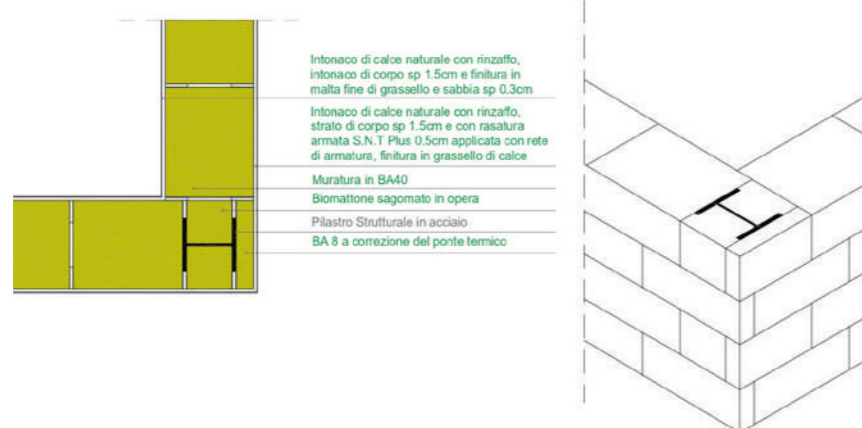 Intonaco di calce naturale con rinzaffo,
intonaco di corpo sp 1.5cm e finitura in
malta fine di grassello e sabbia sp 0.3cm
Intonaco di calce naturale con rinzaffo,
strato di corpo sp 1.5cm e con rasatura
armata S.N.T Plus 0.5cm applicata con rete
di armatura, finitura in grassello di calce
Muratura in BA40
Biomattone sagomato in opera
Pilastro Strutturale in acciaio
BA 8 a correzione del ponte termico